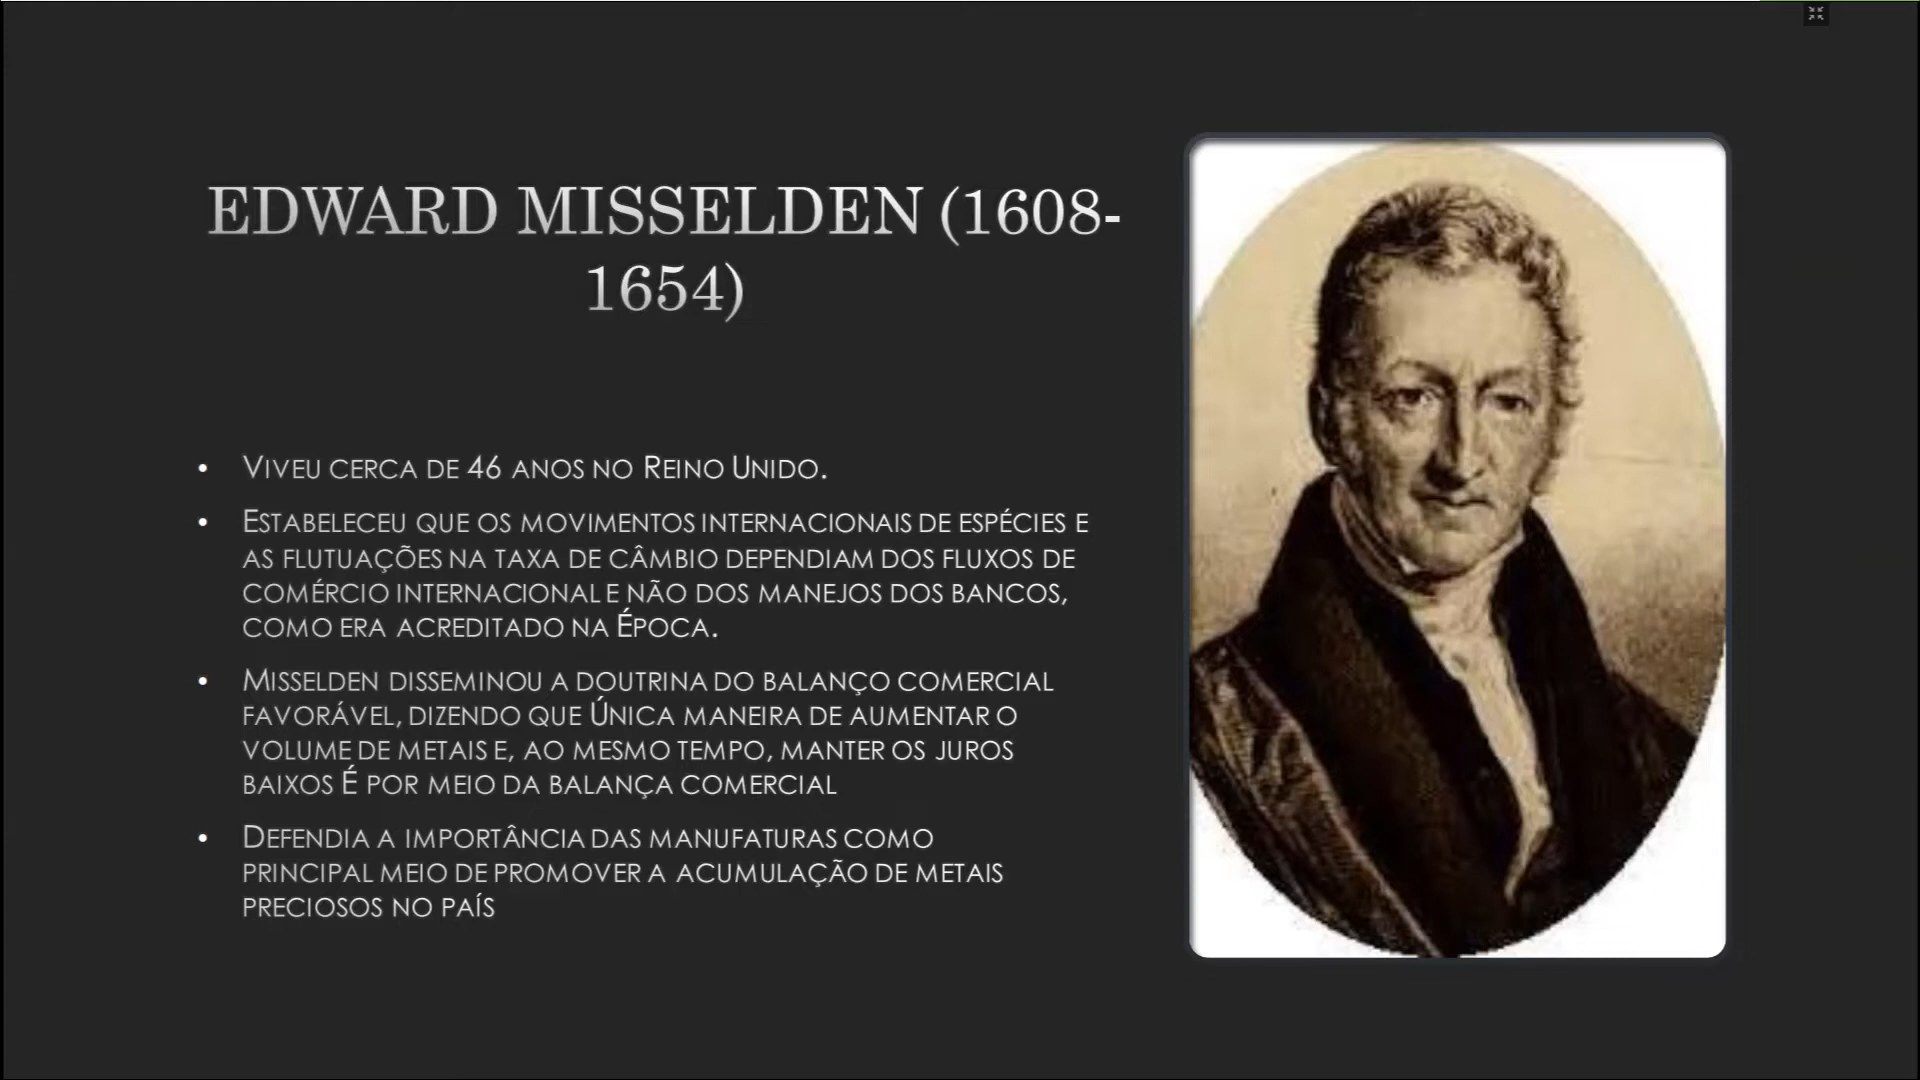 EDWARD MISSELDEN (1608-
1654)
• VIVEU CERCA DE 46 ANOS NO REINO UNIDO.
• ESTABELECEU QUE OS MOVIMENTOS INTERNACIONAIS DE ESPÉCIES E
AS FLUTUAÇÕES NA TAXA DE CÂMBIO DEPENDIAM DOS FLUXOS DE
COMÉRCIO INTERNACIONAL E NÃO DOS MANEJOS DOS BANCOS,
COMO ERA ACREDITADO NA ÉPOCA.
• MISSELDEN DISSEMINOU A DOUTRINA DO BALANÇO COMERCIAL
FAVORÁVEL, DIZENDO QUE ÚNICA MANEIRA DE AUMENTAR O
VOLUME DE METAIS E, AO MESMO TEMPO, MANTER OS JUROS
BAIXOS É POR MEIO DA BALANÇA COMERCIAL
• DEFENDIA A IMPORTÂNCIA DAS MANUFATURAS COMO
PRINCIPAL MEIO DE PROMOVER A ACUMULAÇÃO DE METAIS
PRECIOSOS NO PAÍS